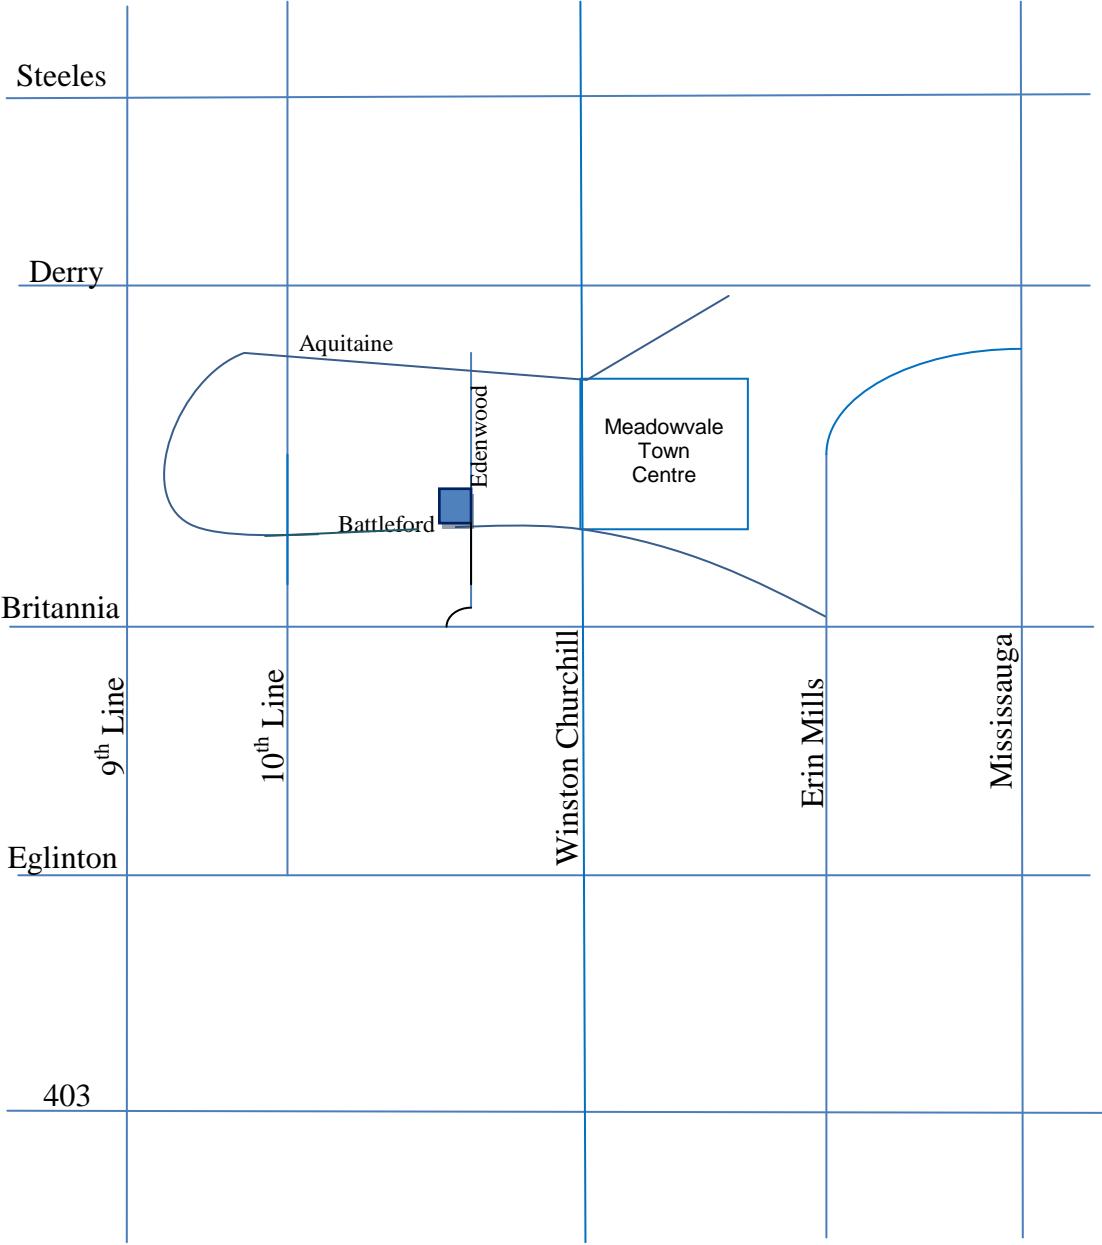 Steeles
Derry
Aquitaine
Edenwood
Meadowvale
Town
Centre
Battleford
Britannia
9th Line
10th Line
Winston Churchill
Erin Mills
Mississauga
Eglinton
403